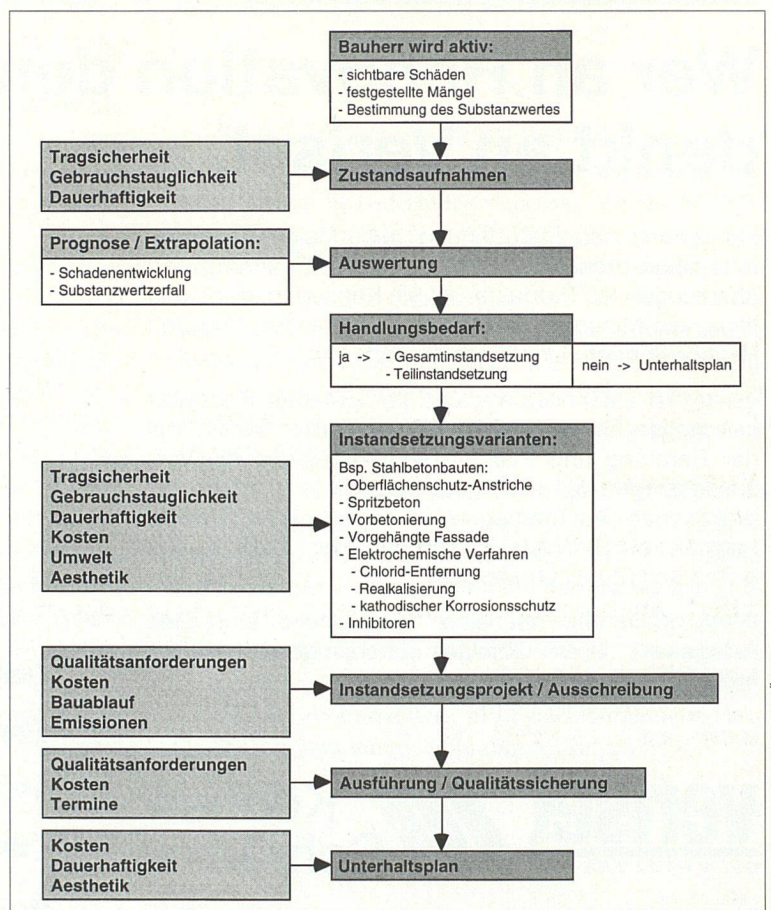 Bauherr wird aktiv:
- sichtbare Schäden
- festgestellte Mängel
- Bestimmung des Substanzwertes
Tragsicherheit
Gebrauchstauglichkeit
Dauerhaftigkeit
Zustandsaufnahmen
Prognose / Extrapolation:
- Schadenentwicklung
- Substanzwertzerfall
Auswertung
Handlungsbedarf:
ja -> - Gesamtinstandsetzung
- Teilinstandsetzung
nein -> Unterhaltsplan
Instandsetzungsvarianten:
Bsp. Stahlbetonbauten:
- Oberflächenschutz-Anstriche
- Spritzbeton
- Vorbetonierung
- Vorgehängte Fassade
- Elektrochemische Verfahren
- Chlorid-Entfernung
- Realkalisierung
- kathodischer Korrosionsschutz
- Inhibitoren
Tragsicherheit
Gebrauchstauglichkeit
Dauerhaftigkeit
Kosten
Umwelt
Aesthetik
Qualitätsanforderungen
Kosten
Bauablauf
Emissionen
Instandsetzungsprojekt / Ausschreibung
Qualitätsanforderungen
Kosten
Termine
Ausführung / Qualitätssicherung
Kosten
Dauerhaftigkeit
Aesthetik
Unterhaltsplan